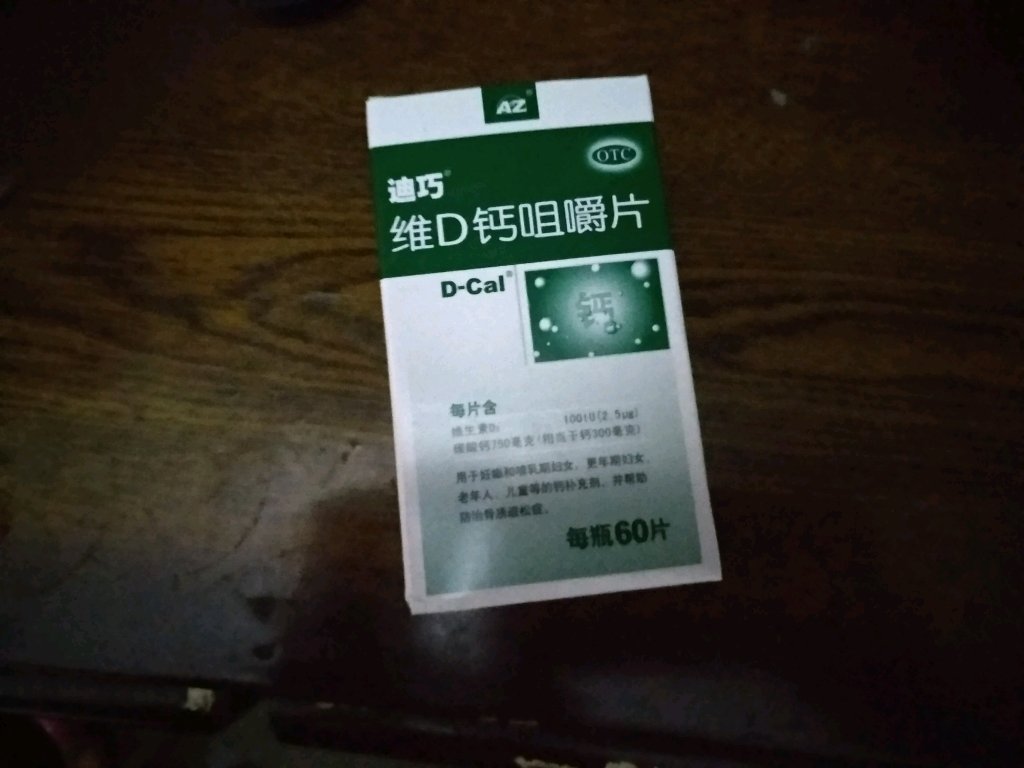 AZ®
OTC
迪巧®
维D钙咀嚼片
D-Cal®
钙
每片含
维生素D₃ 100IU(2.5μg)
碳酸钙750毫克(相当于钙300毫克)
用于妊娠和哺乳期妇女、更年期妇女、
老年人、儿童等的钙补充剂，并帮助
防治骨质疏松症。
每瓶60片